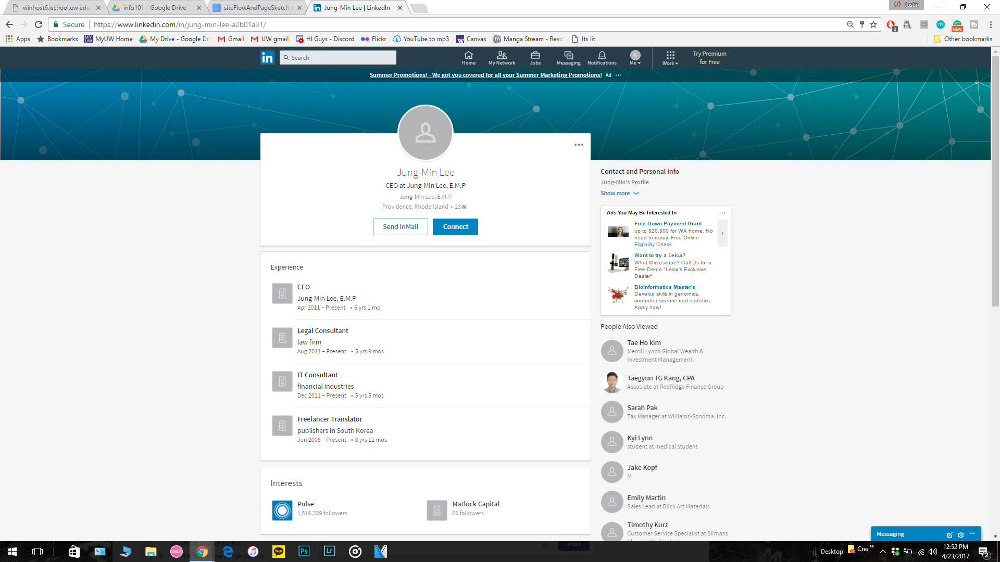 winhost6.ischool.uw.edu
info101 - Google Drive
siteFlowAndPageSketch.
Jung-Min Lee | LinkedIn
Justin
Secure
https://www.linkedin.com/in/jung-min-lee-a2b01a31/
2
NEW
Apps
Bookmarks
MyUW Home
My Drive - Google Dr
Gmail
UW gmail
HI Guys - Discord
Flickr
YouTube to mp3
Canvas
Manga Stream - Read
Its lit
Other bookmarks
in
Search
Home
My Network
Jobs
Messaging
Notifications
Me
Work
Try Premium
for Free
Summer Promotions! - We got you covered for all your Summer Marketing Promotions! Ad ···
Jung-Min Lee
CEO at Jung-Min Lee, E.M.P
Jung-Min Lee, E.M.P
Providence, Rhode Island • 23
Send InMail
Connect
Experience
CEO
Jung-Min Lee, E.M.P
Apr 2011 – Present • 6 yrs 1 mo
Legal Consultant
law firm
Aug 2011 – Present • 5 yrs 9 mos
IT Consultant
financial industries
Dec 2011 – Present • 5 yrs 5 mos
Freelancer Translator
publishers in South Korea
Jun 2008 – Present • 8 yrs 11 mos
Interests
Pulse
1,516,289 followers
Matlock Capital
66 followers
Contact and Personal Info
Jung-Min's Profile
Show more
Ads You May Be Interested In
Free Down Payment Grant
up to $20,800 for WA home. No
need to repay. Free Online
Eligibility Check
Want to try a Leica?
What Microscope? Call Us for a
Free Demo "Leica's Exclusive
Dealer"
Bioinformatics Master's
Develop skills in genomics,
computer science and statistics.
Apply now!
People Also Viewed
Tae Ho kim
Merrill Lynch Global Wealth &
Investment Management
Taegyun TG Kang, CPA
Associate at RedRidge Finance Group
Sarah Pak
Tax Manager at Williams-Sonoma, Inc.
Kyi Lynn
student at medical student
Jake Kopf
M
Emily Martin
Sales Lead at Blick Art Materials
Timothy Kurz
Customer Service Specialist at Slimans
Messaging
University of Washington
Post
osu!
TALK
Ps
Lr
Desktop
Crea
12:52 PM
4/23/2017
2